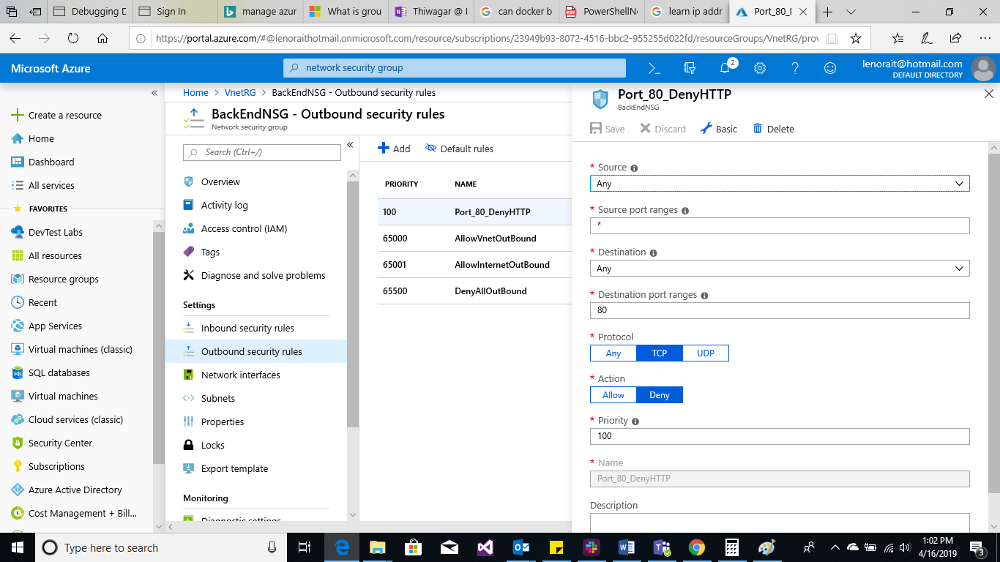 Debugging D
Sign In
manage azur
What is grou
Thiwagar @ I
can docker b
PowerShellNo
learn ip addr
Port_80_I
https://portal.azure.com/#@lenoraithotmail.onmicrosoft.com/resource/subscriptions/23949b93-8072-4516-bbc2-955255d022fd/resourceGroups/VnetRG/prov
Microsoft Azure
network security group
2
lenorait@hotmail.com
DEFAULT DIRECTORY
Create a resource
Home
Dashboard
All services
FAVORITES
DevTest Labs
All resources
Resource groups
Recent
App Services
Virtual machines (classic)
SQL databases
Virtual machines
Cloud services (classic)
Security Center
Subscriptions
Azure Active Directory
Cost Management + Bill...
Home > VnetRG > BackEndNSG - Outbound security rules
BackEndNSG - Outbound security rules
Network security group
Search (Ctrl+/)
Overview
Activity log
Access control (IAM)
Tags
Diagnose and solve problems
Settings
Inbound security rules
Outbound security rules
Network interfaces
Subnets
Properties
Locks
Export template
Monitoring
Diagnostic settings
Add
Default rules
PRIORITY NAME
100 Port_80_DenyHTTP
65000 AllowVnetOutBound
65001 AllowInternetOutBound
65500 DenyAllOutBound
Port_80_DenyHTTP
BackEndNSG
Save
Discard
Basic
Delete
* Source
Any
* Source port ranges
*
* Destination
Any
* Destination port ranges
80
* Protocol
Any TCP UDP
* Action
Allow Deny
* Priority
100
* Name
Port_80_DenyHTTP
Description
Type here to search
1:02 PM
4/16/2019
3